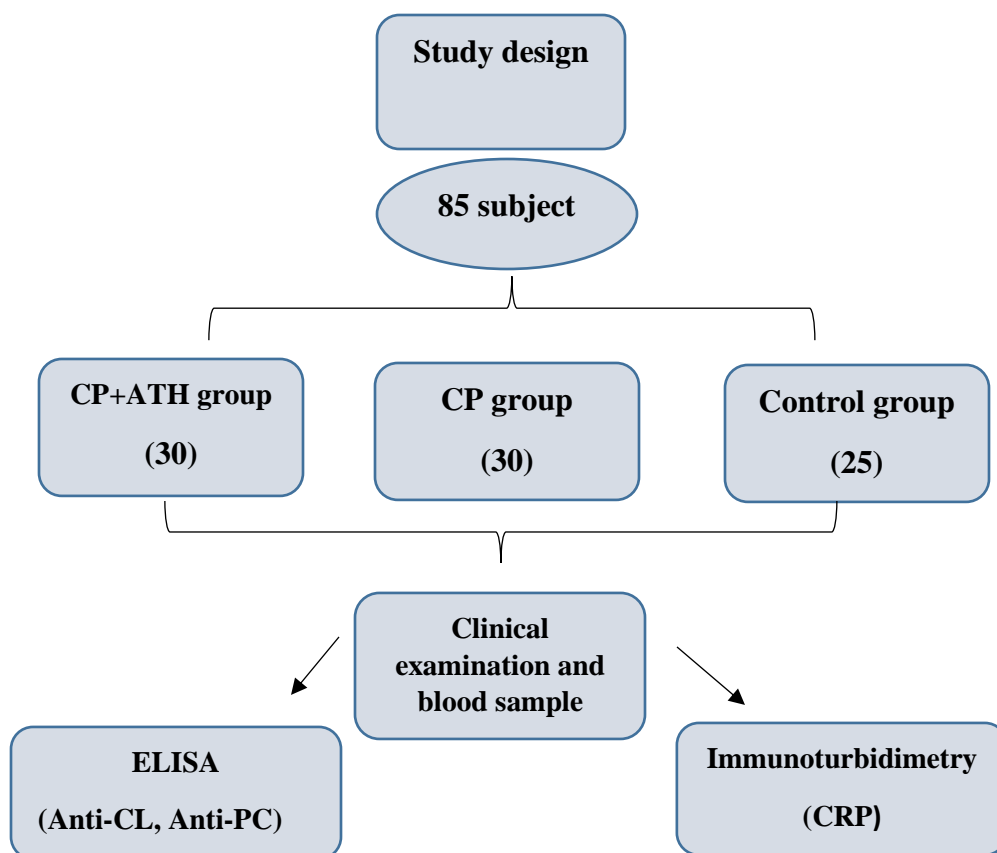 Study design
85 subject
CP+ATH group
(30)
CP group
(30)
Control group
(25)
Clinical
examination and
blood sample
ELISA
(Anti-CL, Anti-PC)
Immunoturbidimetry
(CRP)